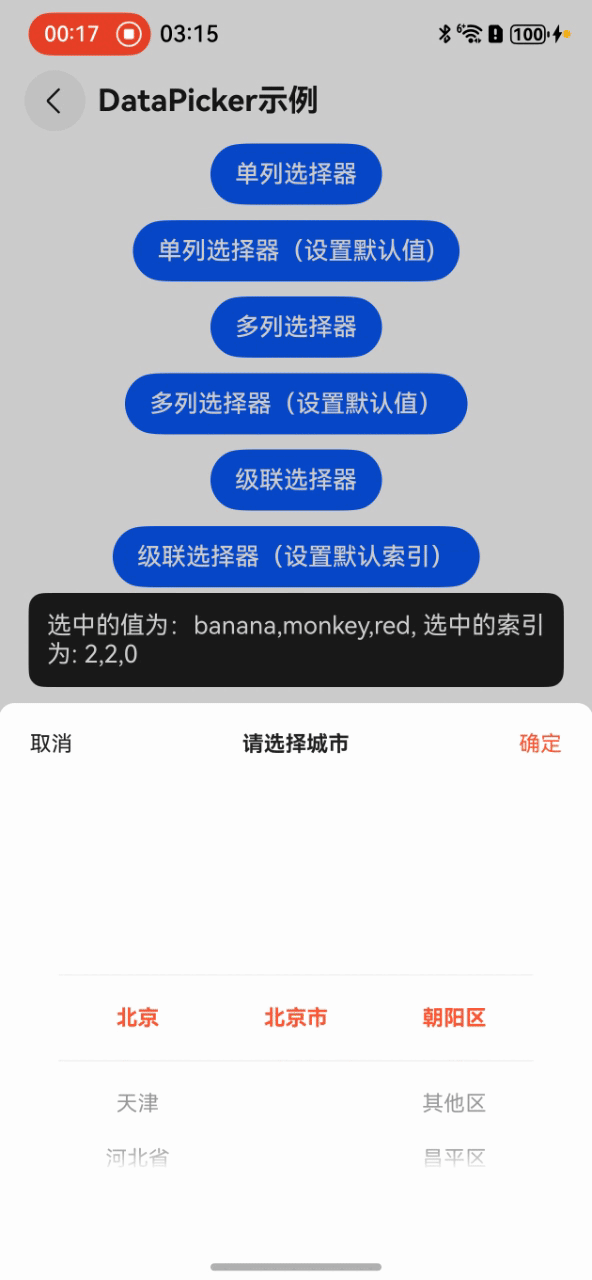 00:17 03:15 6+ 100
DataPicker示例
单列选择器
单列选择器（设置默认值）
多列选择器
多列选择器（设置默认值）
级联选择器
级联选择器（设置默认索引）
选中的值为：banana,monkey,red, 选中的索引
为: 2,2,0
取消 请选择城市 确定
北京 北京市 朝阳区
天津 其他区
河北省 昌平区